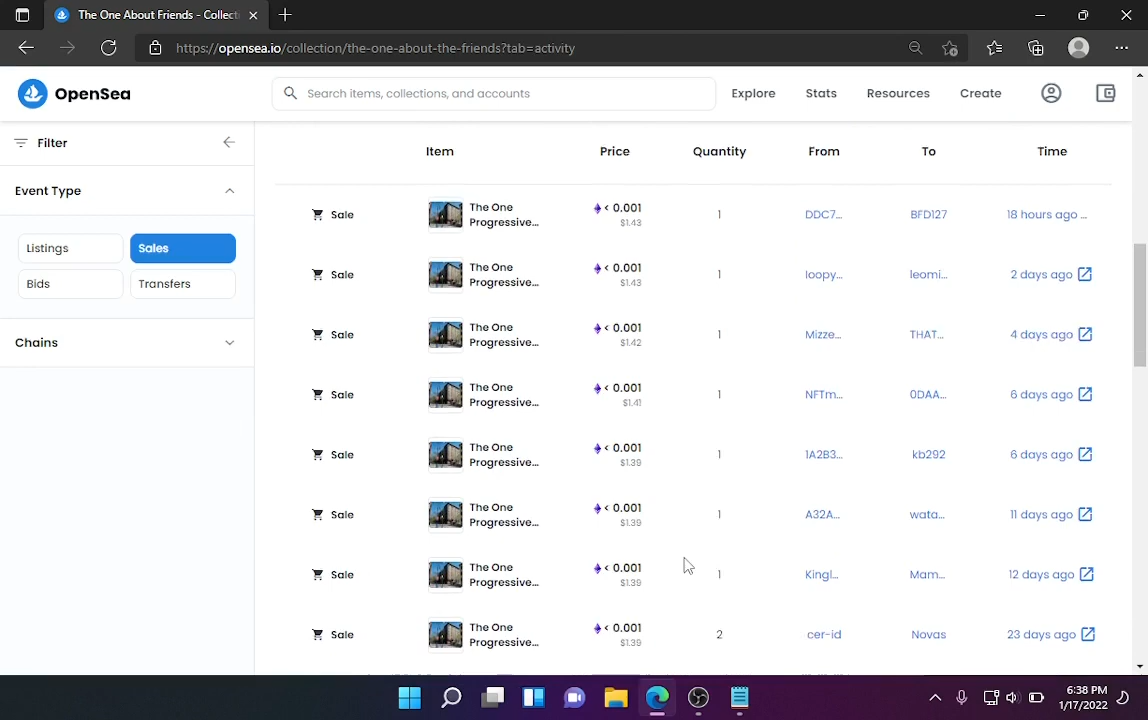 The One About Friends - Collecti
https://opensea.io/collection/the-one-about-the-friends?tab=activity
OpenSea
Search items, collections, and accounts
Explore
Stats
Resources
Create
Filter
Item
Price
Quantity
From
To
Time
Event Type
Listings
Sales
Bids
Transfers
Chains
Sale
The One
Progressive...
< 0.001
$1.43
1
DDC7...
BFD127
18 hours ago ...
Sale
The One
Progressive...
< 0.001
$1.43
1
loopy...
leomi...
2 days ago
Sale
The One
Progressive...
< 0.001
$1.42
1
Mizze...
THAT...
4 days ago
Sale
The One
Progressive...
< 0.001
$1.41
1
NFTm...
0DAA...
6 days ago
Sale
The One
Progressive...
< 0.001
$1.39
1
1A2B3...
kb292
6 days ago
Sale
The One
Progressive...
< 0.001
$1.39
1
A32A...
wata...
11 days ago
Sale
The One
Progressive...
< 0.001
$1.39
1
Kingl...
Mam...
12 days ago
Sale
The One
Progressive...
< 0.001
$1.39
2
cer-id
Novas
23 days ago
6:38 PM
1/17/2022